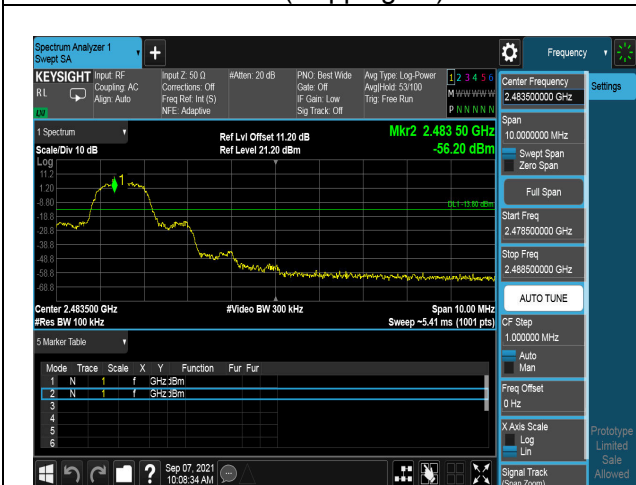 Spectrum Analyzer 1
Swept SA
+
Frequency
KEYSIGHT
RL
LXI
Input: RF
Coupling: AC
Align: Auto
Input Z: 50 Ω
Corrections: Off
Freq Ref: Int (S)
NFE: Adaptive
#Atten: 20 dB
PNO: Best Wide
Gate: Off
IF Gain: Low
Sig Track: Off
Avg Type: Log-Power
Avg|Hold: 53/100
Trig: Free Run
1 2 3 4 5 6
M W W W W W
P N N N N N
1 Spectrum
Scale/Div 10 dB
Ref Lvl Offset 11.20 dB
Ref Level 21.20 dBm
Mkr2 2.483 50 GHz
-56.20 dBm
Log
11.2
1.20
-8.80
-18.8
-28.8
-38.8
-48.8
-58.8
-68.8
1
DL1 -13.80 dBm
Center 2.483500 GHz
#Res BW 100 kHz
#Video BW 300 kHz
Span 10.00 MHz
Sweep ~5.41 ms (1001 pts)
5 Marker Table
Mode Trace Scale X Y Function Fur Fur
1 N 1 f GHz dBm
2 N 1 f GHz dBm
3
4
5
6
? Sep 07, 2021
10:08:34 AM
Center Frequency
2.483500000 GHz
Settings
Span
10.0000000 MHz
Swept Span
Zero Span
Full Span
Start Freq
2.478500000 GHz
Stop Freq
2.488500000 GHz
AUTO TUNE
CF Step
1.000000 MHz
Auto
Man
Freq Offset
0 Hz
X Axis Scale
Log
Lin
Signal Track
(Span Zoom)
Prototype
Limited
Sale
Allowed